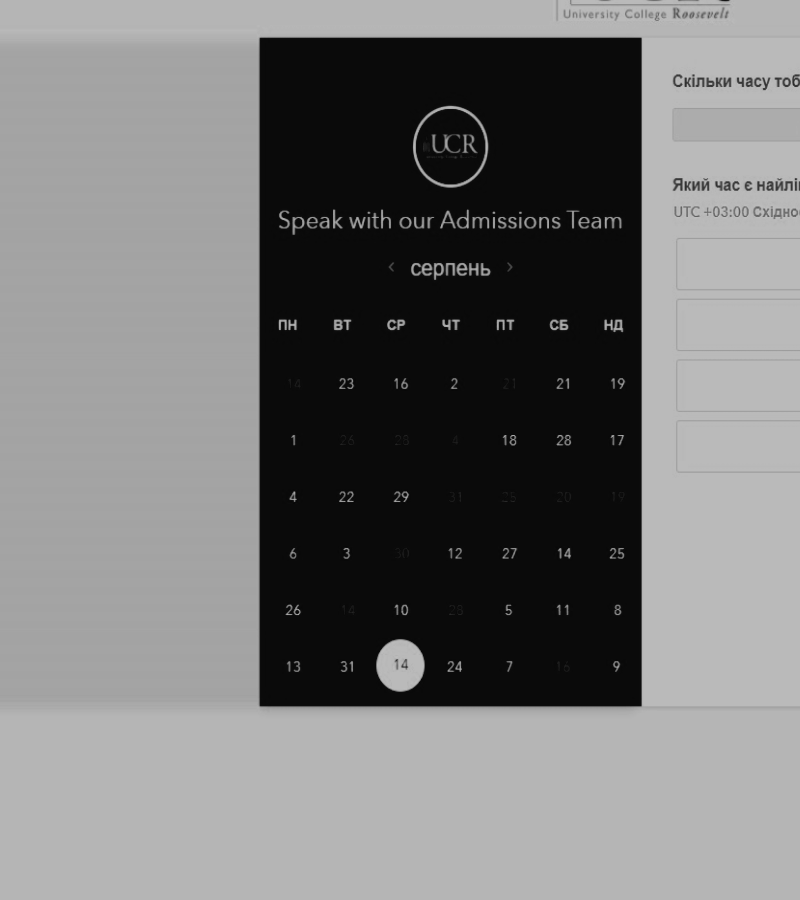 University College Roosevelt
Скільки часу тоб
UCR
Який час є найлі
UTC +03:00 Східно
Speak with our Admissions Team
серпень
ПН ВТ СР ЧТ ПТ СБ НД
14 23 16 2 21 21 19
1 26 28 4 18 28 17
4 22 29 31 25 20 19
6 3 30 12 27 14 25
26 14 10 28 5 11 8
13 31 14 24 7 16 9